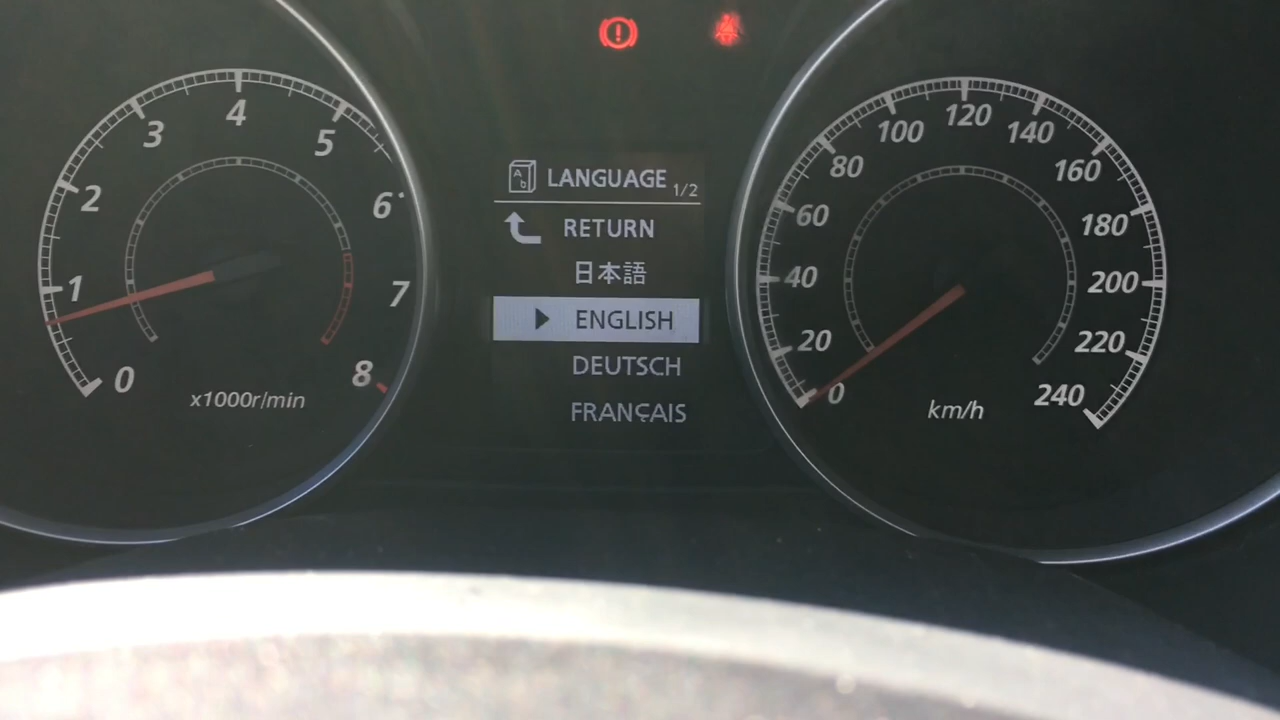 0
1
2
3
4
5
6
7
8
x1000r/min
!
A
b
LANGUAGE 1/2
RETURN
日本語
ENGLISH
DEUTSCH
FRANÇAIS
0
20
40
60
80
100
120
140
160
180
200
220
240
km/h